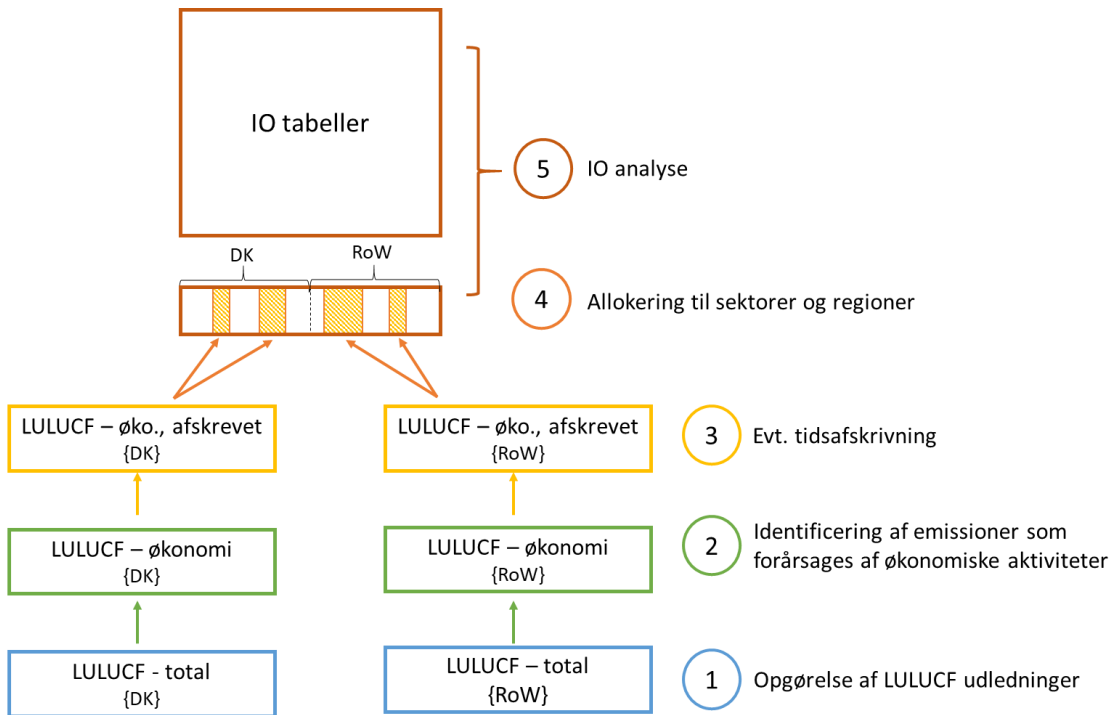 IO tabeller
5
IO analyse
DK
RoW
4
Allokering til sektorer og regioner
LULUCF – øko., afskrevet
{DK}
LULUCF – øko., afskrevet
{RoW}
3
Evt. tidsafskrivning
LULUCF – økonomi
{DK}
LULUCF – økonomi
{RoW}
2
Identificering af emissioner som
forårsages af økonomiske aktiviteter
LULUCF - total
{DK}
LULUCF – total
{RoW}
1
Opgørelse af LULUCF udledninger